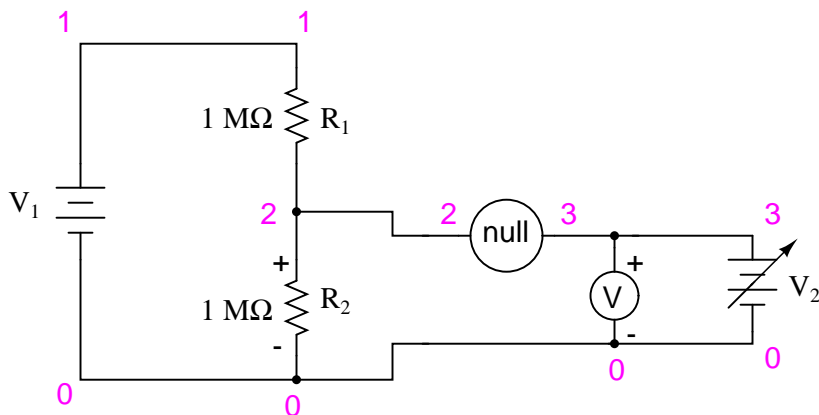 1 1
1 MΩ R1
V1
2 2 null 3 3
+ +
1 MΩ R2 V V2
- -
0 0 0 0